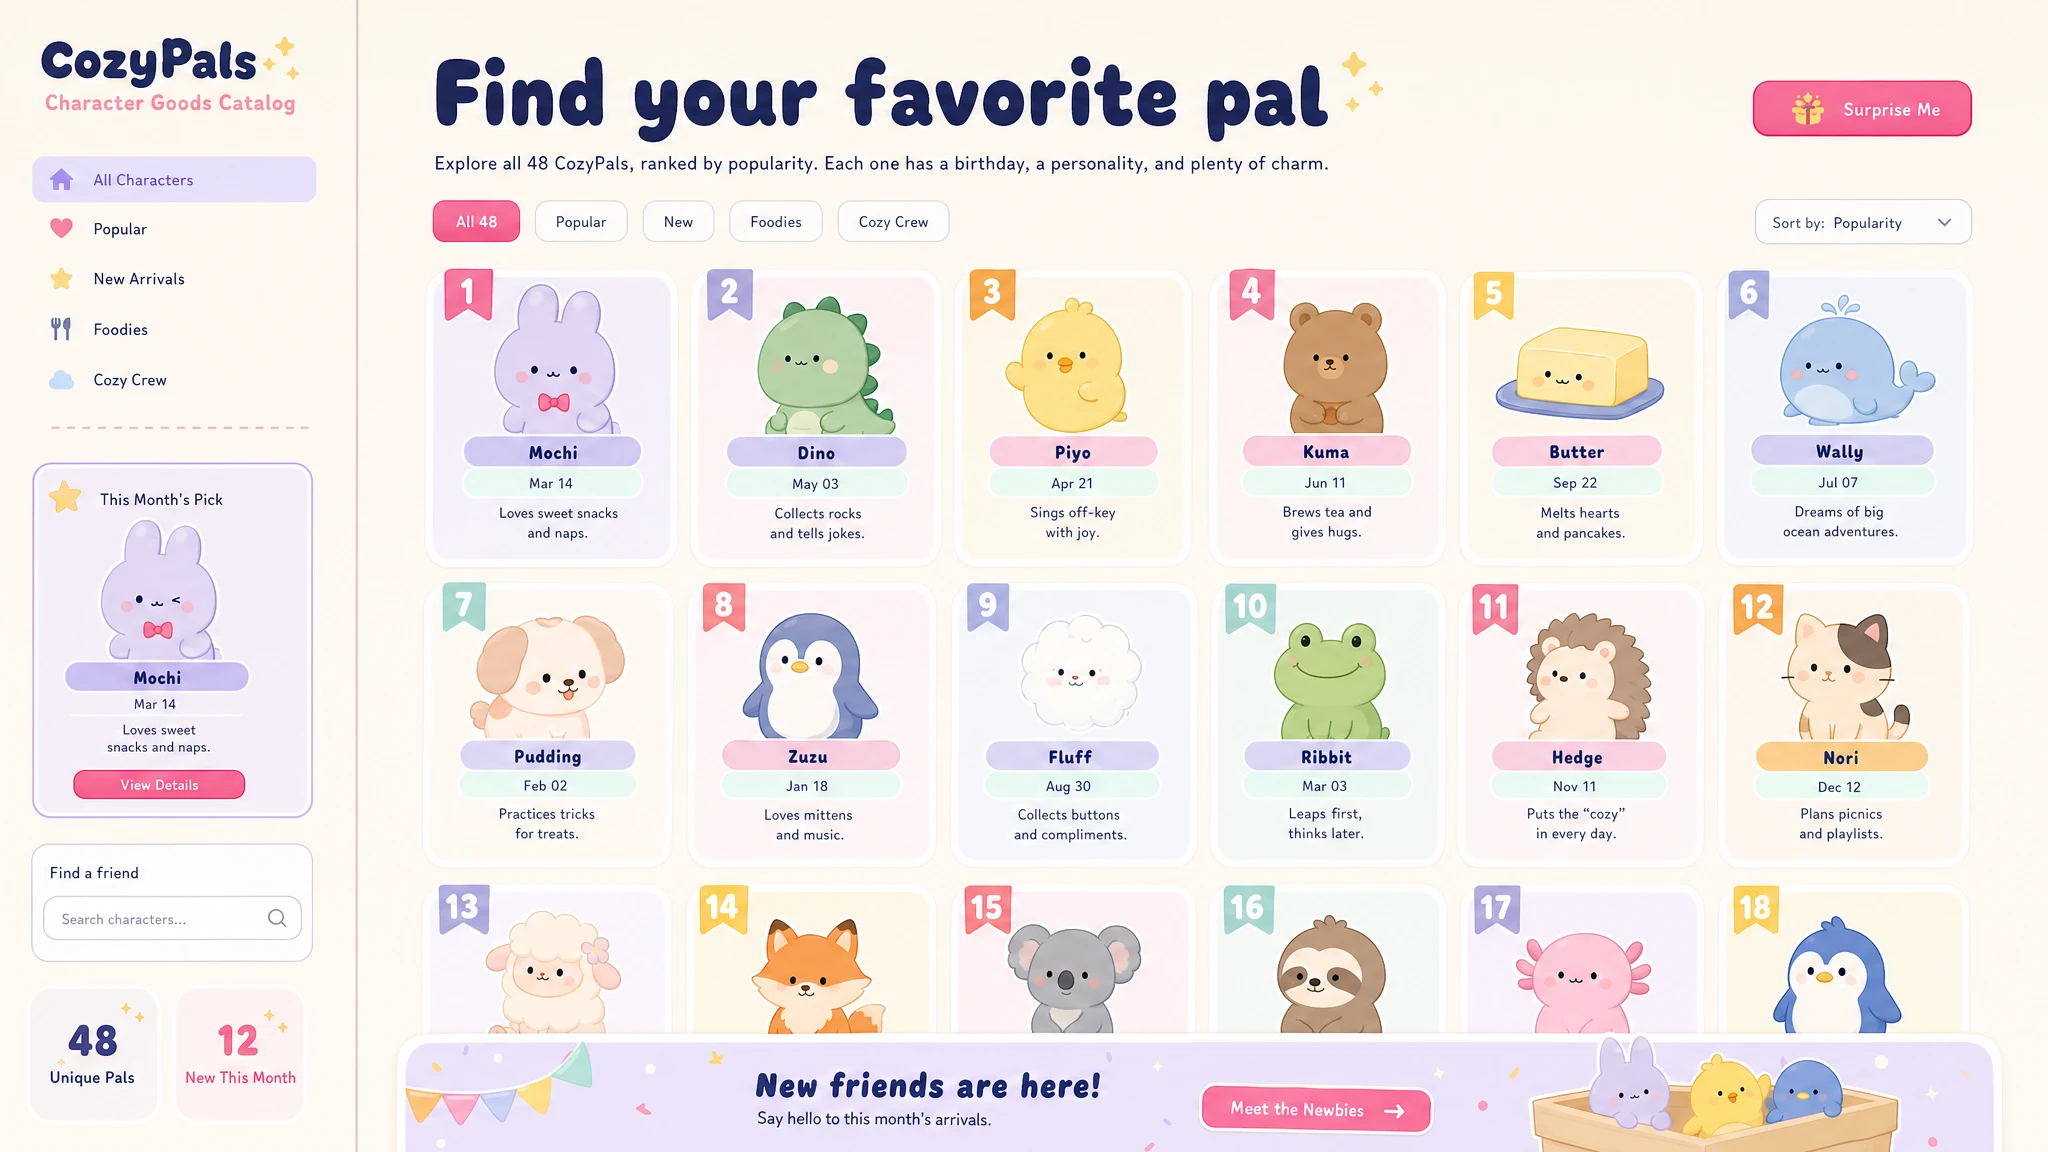 CozyPals
Character Goods Catalog
All Characters
Popular
New Arrivals
Foodies
Cozy Crew
This Month's Pick
Mochi
Mar 14
Loves sweet
snacks and naps.
View Details
Find a friend
Search characters...
48
Unique Pals
12
New This Month
Find your favorite pal
Explore all 48 CozyPals, ranked by popularity. Each one has a birthday, a personality, and plenty of charm.
Surprise Me
All 48
Popular
New
Foodies
Cozy Crew
Sort by: Popularity
1
Mochi
Mar 14
Loves sweet snacks
and naps.
2
Dino
May 03
Collects rocks
and tells jokes.
3
Piyo
Apr 21
Sings off-key
with joy.
4
Kuma
Jun 11
Brews tea and
gives hugs.
5
Butter
Sep 22
Melts hearts
and pancakes.
6
Wally
Jul 07
Dreams of big
ocean adventures.
7
Pudding
Feb 02
Practices tricks
for treats.
8
Zuzu
Jan 18
Loves mittens
and music.
9
Fluff
Aug 30
Collects buttons
and compliments.
10
Ribbit
Mar 03
Leaps first,
thinks later.
11
Hedge
Nov 11
Puts the “cozy”
in every day.
12
Nori
Dec 12
Plans picnics
and playlists.
13
14
15
16
17
18
New friends are here!
Say hello to this month's arrivals.
Meet the Newbies